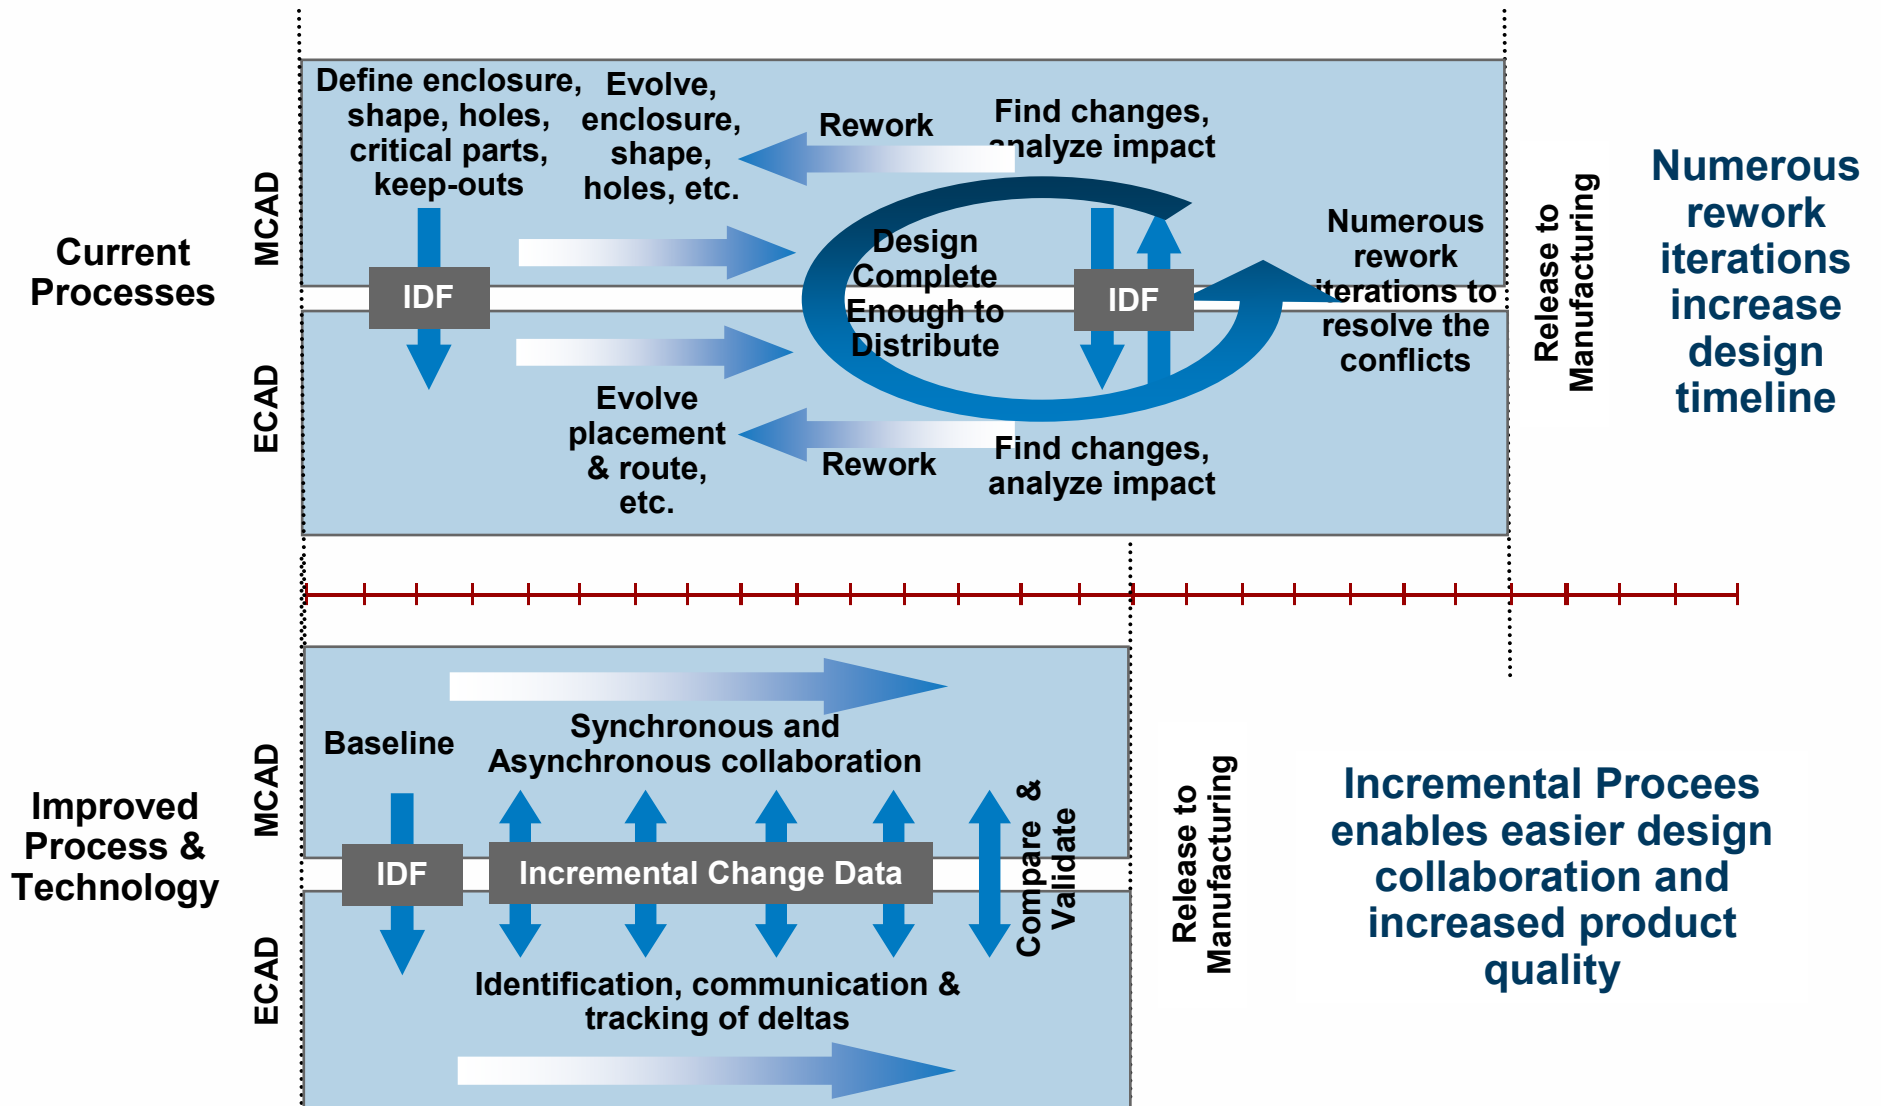 Define enclosure,
shape, holes,
critical parts,
keep-outs
Evolve,
enclosure,
shape,
holes, etc.
Rework
Find changes,
analyze impact
MCAD
Current
Processes
IDF
Design
Complete
Enough to
Distribute
IDF
Numerous
rework
iterations to
resolve the
conflicts
Release to
Manufacturing
Numerous
rework
iterations
increase
design
timeline
ECAD
Evolve
placement
& route,
etc.
Rework
Find changes,
analyze impact
Improved
Process &
Technology
MCAD
Baseline
Synchronous and
Asynchronous collaboration
IDF
Incremental Change Data
Compare &
Validate
Release to
Manufacturing
Incremental Procees
enables easier design
collaboration and
increased product
quality
ECAD
Identification, communication &
tracking of deltas